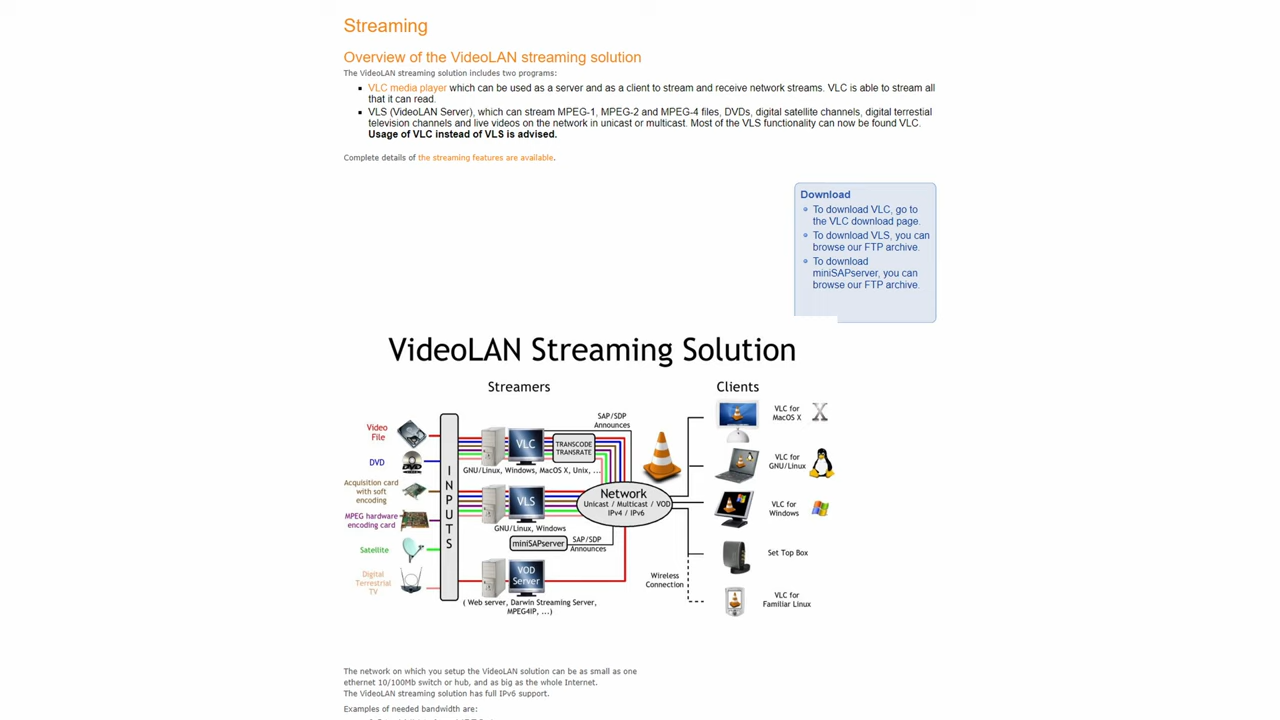 Streaming
Overview of the VideoLAN streaming solution
The VideoLAN streaming solution includes two programs:
VLC media player which can be used as a server and as a client to stream and receive network streams. VLC is able to stream all
that it can read.
VLS (VideoLAN Server), which can stream MPEG-1, MPEG-2 and MPEG-4 files, DVDs, digital satellite channels, digital terrestial
television channels and live videos on the network in unicast or multicast. Most of the VLS functionality can now be found VLC.
Usage of VLC instead of VLS is advised.
Complete details of the streaming features are available.
Download
To download VLC, go to
the VLC download page.
To download VLS, you can
browse our FTP archive.
To download
miniSAPserver, you can
browse our FTP archive.
VideoLAN Streaming Solution
Streamers
Clients
Video
File
DVD
Acquisition card
with soft
encoding
MPEG hardware
encoding card
Satellite
Digital
Terrestrial
TV
INPUTS
DVD
VLC
TRANSCODE
TRANSRATE
SAP/SDP
Announces
GNU/Linux, Windows, MacOS X, Unix, ...
VLS
GNU/Linux, Windows
miniSAPserver
SAP/SDP
Announces
VOD
Server
( Web server, Darwin Streaming Server,
MPEG4IP, ...)
Network
Unicast / Multicast / VOD
IPv4 / IPv6
Wireless
Connection
VLC for
MacOS X
VLC for
GNU/Linux
VLC for
Windows
Set Top Box
VLC for
Familiar Linux
The network on which you setup the VideoLAN solution can be as small as one
ethernet 10/100Mb switch or hub, and as big as the whole Internet.
The VideoLAN streaming solution has full IPv6 support.
Examples of needed bandwidth are: